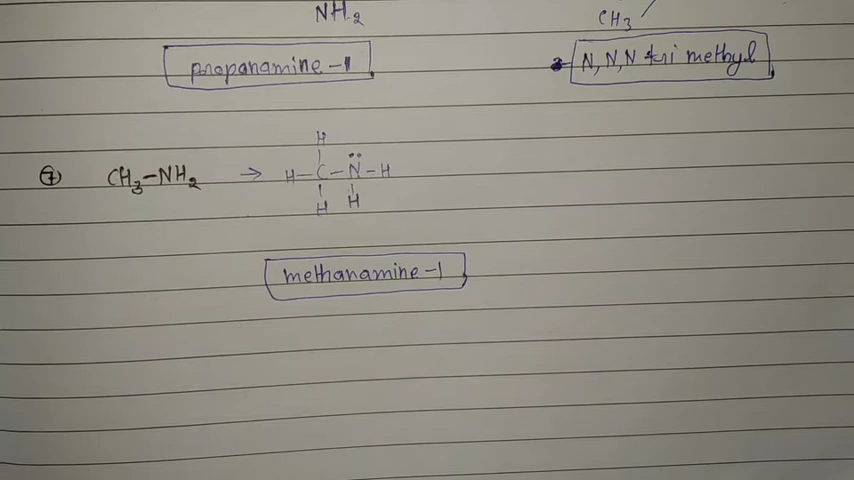 NH2
CH3
propanamine-1
N,N,N tri methyl
⑦ CH3-NH2 → H-C-N-H
H
H H
methanamine-1